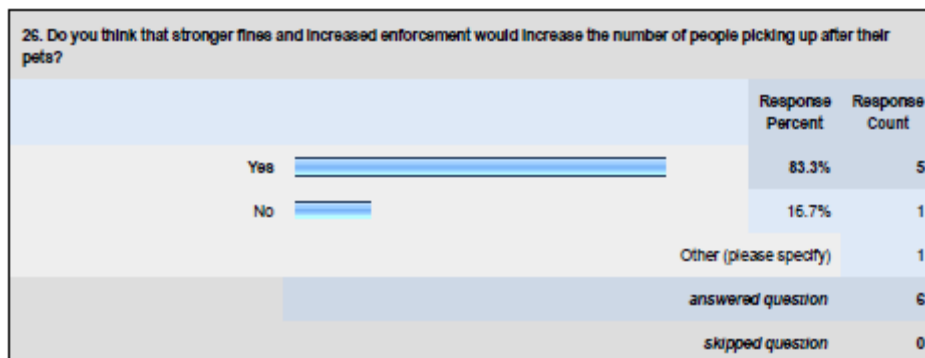 26. Do you think that stronger fines and increased enforcement would increase the number of people picking up after their
pets?
Response Percent Response Count
Yes 83.3% 5
No 16.7% 1
Other (please specify) 1
answered question 6
skipped question 0